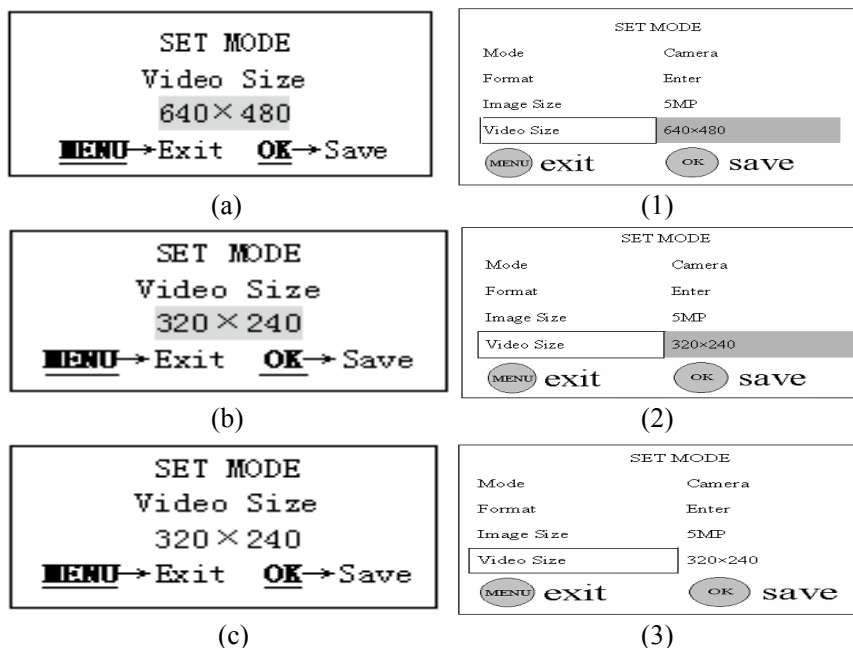 SET MODE
Video Size
640×480
MENU→Exit OK→Save
(a)
SET MODE
Mode Camera
Format Enter
Image Size 5MP
Video Size 640×480
MENU exit OK save
(1)
SET MODE
Video Size
320×240
MENU→Exit OK→Save
(b)
SET MODE
Mode Camera
Format Enter
Image Size 5MP
Video Size 320×240
MENU exit OK save
(2)
SET MODE
Video Size
320×240
MENU→Exit OK→Save
(c)
SET MODE
Mode Camera
Format Enter
Image Size 5MP
Video Size 320×240
MENU exit OK save
(3)